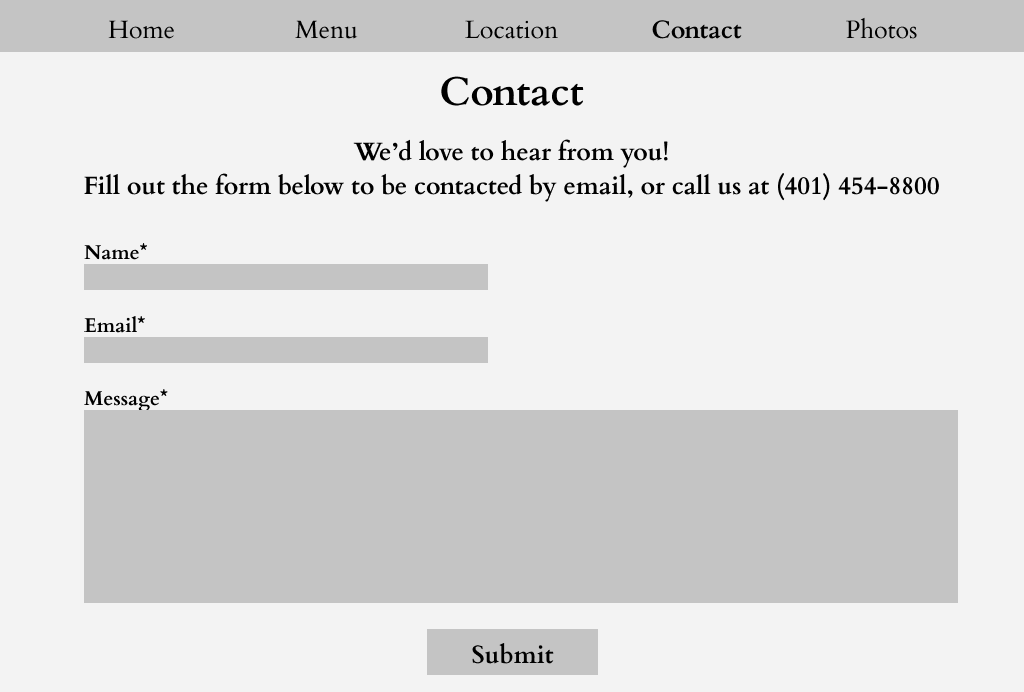 Home Menu Location Contact Photos
Contact
We’d love to hear from you!
Fill out the form below to be contacted by email, or call us at (401) 454-8800
Name*
Email*
Message*
Submit